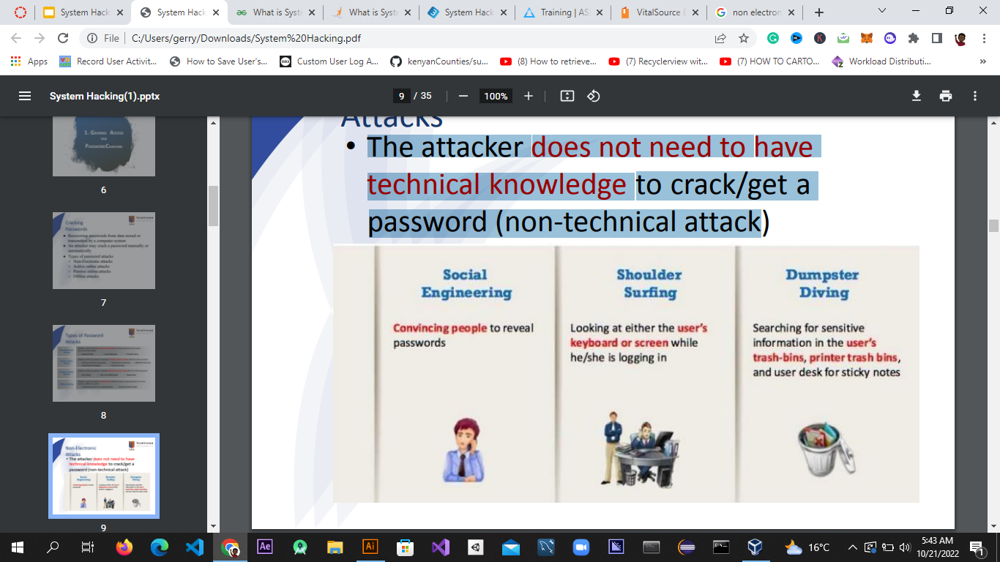 System Hack
System Hack
What is Syste
What is Syste
System Hack
Training | AS
VitalSource B
non electron
File
C:/Users/gerry/Downloads/System%20Hacking.pdf
Apps
Record User Activit...
How to Save User's...
Custom User Log A...
kenyanCounties/su...
(8) How to retrieve...
(7) Recyclerview wit...
(7) HOW TO CARTO...
Workload Distributi...
»
System Hacking(1).pptx
9 / 35
100%
1. Gaining Access
via
PasswordCracking
6
Cracking
Passwords
Recovering passwords from data stored or
transmitted by a computer system
An attacker may crack a password manually or
automatically
Types of password attacks
Non-Electronic attacks
Active online attacks
Passive online attacks
Offline attacks
7
Types of Password
Attacks
8
Non-Electronic
Attacks
• The attacker does not need to have
technical knowledge to crack/get a
password (non-technical attack)
Social
Engineering
Shoulder
Surfing
Dumpster
Diving
9
Attacks
• The attacker does not need to have
technical knowledge to crack/get a
password (non-technical attack)
Social
Engineering
Convincing people to reveal
passwords
Shoulder
Surfing
Looking at either the user's
keyboard or screen while
he/she is logging in
Dumpster
Diving
Searching for sensitive
information in the user's
trash-bins, printer trash bins,
and user desk for sticky notes
Ae
Ai
16°C
5:43 AM
10/21/2022
1